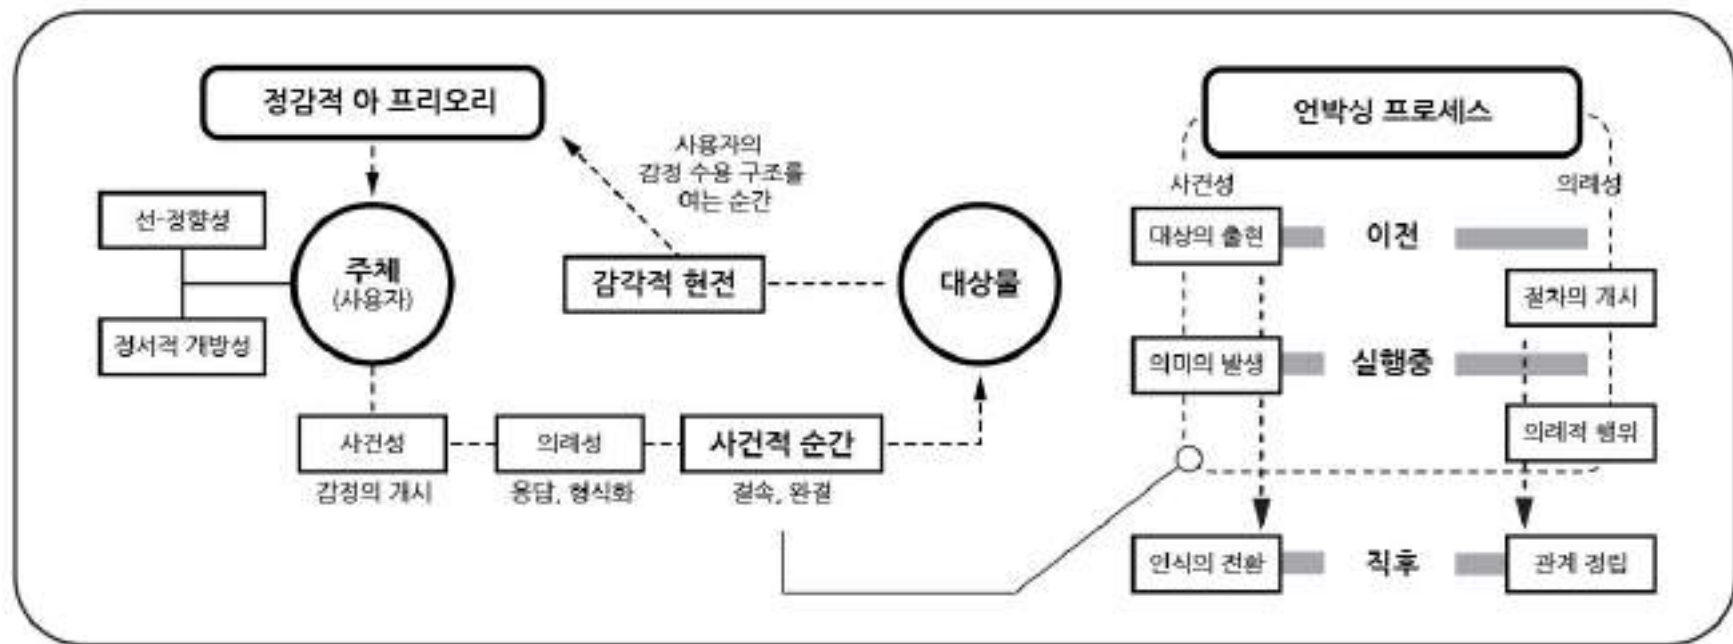 정감적 아 프리오리
사용자의
감정 수용 구조를
여는 순간
선-정향성
정서적 개방성
주체
(사용자)
감각적 현전
대상물
사건성
의례성
사건적 순간
감정의 개시
응답, 형식화
결속, 완결
언박싱 프로세스
사건성
의례성
대상의 출현
이전
절차의 개시
의미의 발생
실행중
의례적 행위
인식의 전환
직후
관계 정립